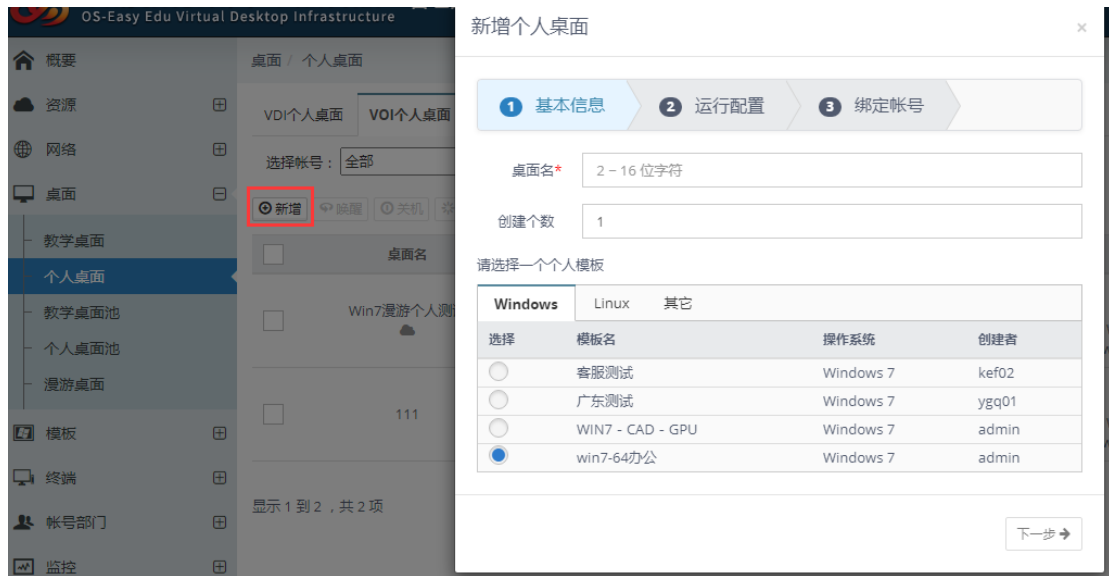 OS-Easy Edu Virtual Desktop Infrastructure
概要
资源
网络
桌面
教学桌面
个人桌面
教学桌面池
个人桌面池
漫游桌面
模板
终端
帐号部门
监控
桌面 / 个人桌面
VDI个人桌面 VOI个人桌面
选择帐号： 全部
新增 唤醒 关机
桌面名
Win7漫游个人测
111
显示 1 到 2 ，共 2 项
新增个人桌面 ×
1 基本信息 2 运行配置 3 绑定帐号
桌面名* 2 – 16 位字符
创建个数 1
请选择一个个人模板
Windows Linux 其它
选择 模板名 操作系统 创建者
客服测试 Windows 7 kef02
广东测试 Windows 7 ygq01
WIN7 - CAD - GPU Windows 7 admin
win7-64办公 Windows 7 admin
下一步